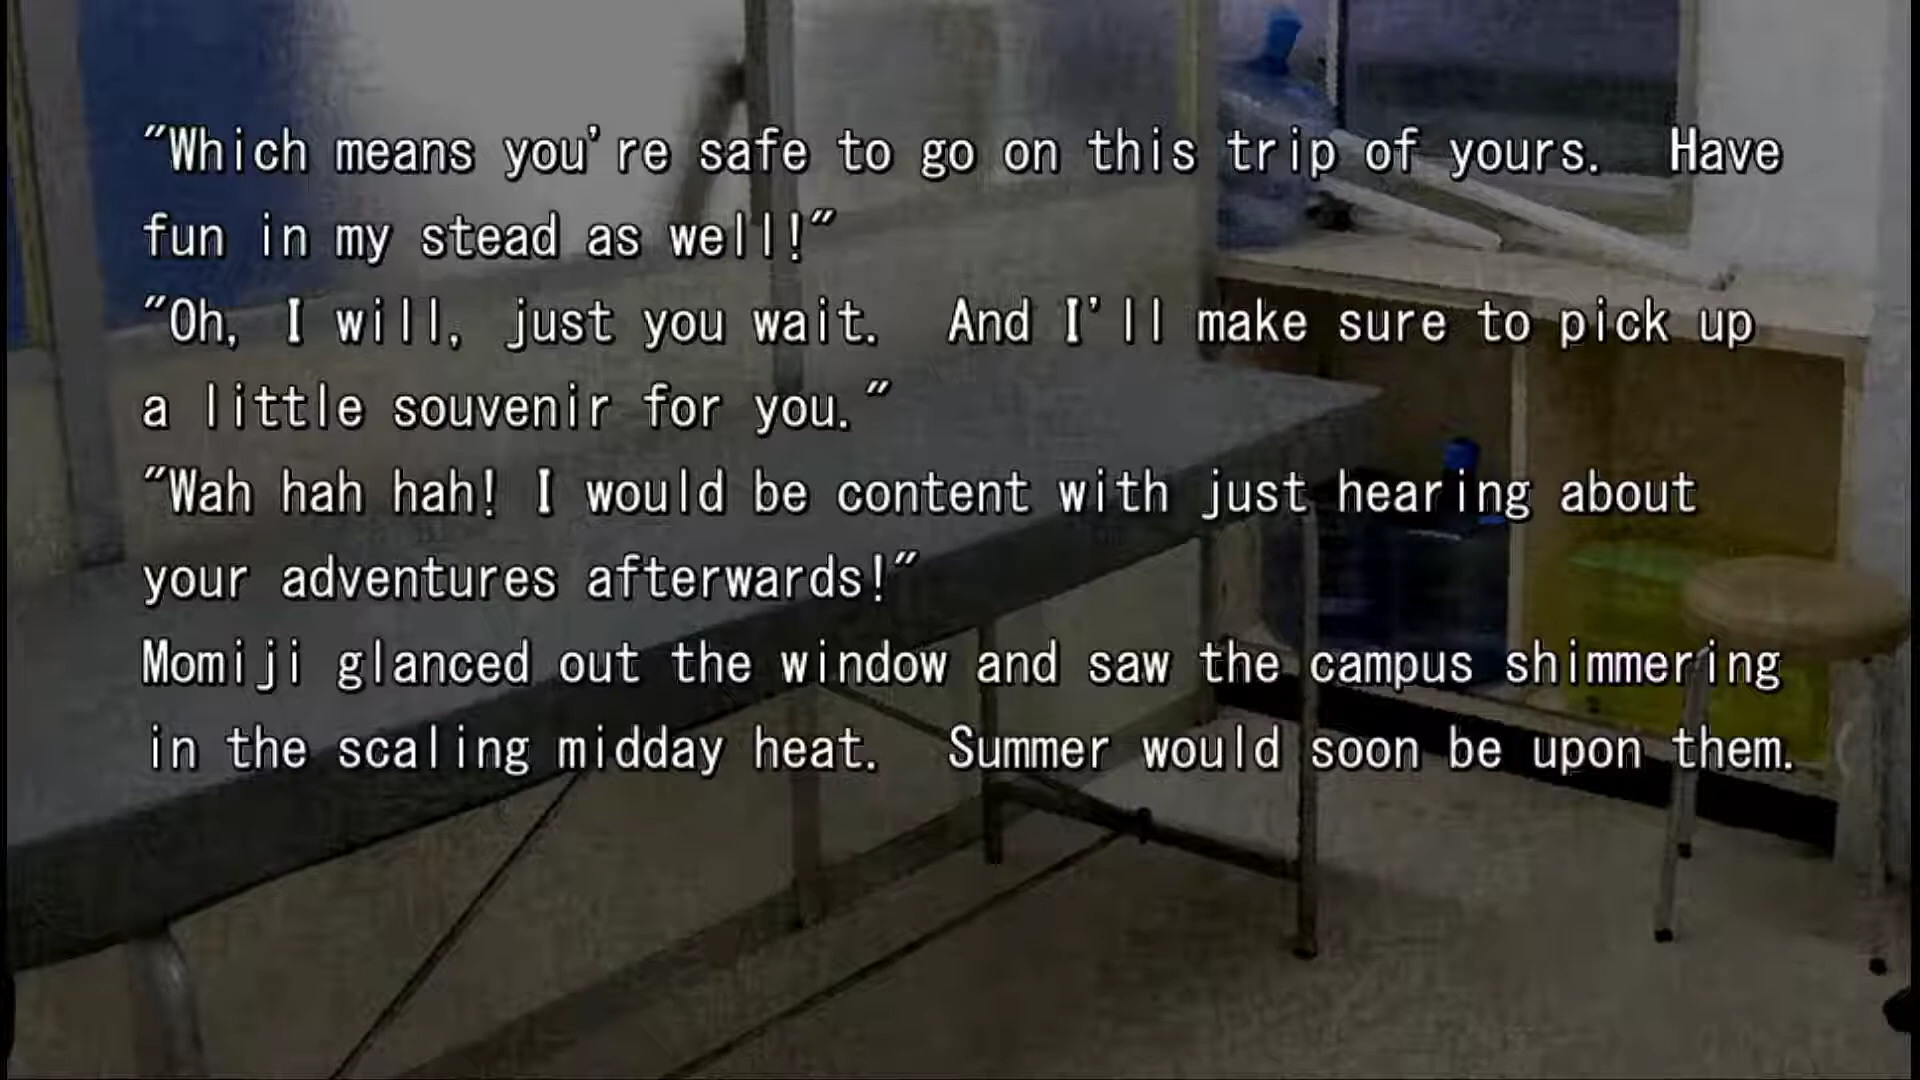 "Which means you're safe to go on this trip of yours.  Have
fun in my stead as well!"
"Oh, I will, just you wait.  And I'll make sure to pick up
a little souvenir for you."
"Wah hah hah! I would be content with just hearing about
your adventures afterwards!"
Momiji glanced out the window and saw the campus shimmering
in the scaling midday heat.  Summer would soon be upon them.